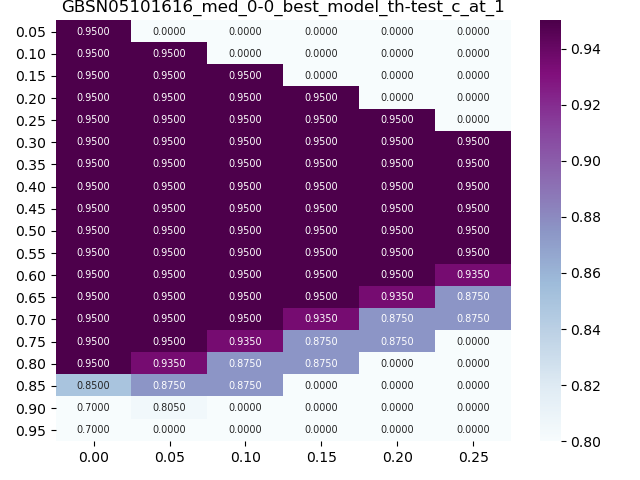 GBSN05101616_med_0-0_best_model_th-test_c_at_1
0.05 0.9500 0.0000 0.0000 0.0000 0.0000 0.0000
0.10 0.9500 0.9500 0.0000 0.0000 0.0000 0.0000
0.15 0.9500 0.9500 0.9500 0.0000 0.0000 0.0000
0.20 0.9500 0.9500 0.9500 0.9500 0.0000 0.0000
0.25 0.9500 0.9500 0.9500 0.9500 0.9500 0.0000
0.30 0.9500 0.9500 0.9500 0.9500 0.9500 0.9500
0.35 0.9500 0.9500 0.9500 0.9500 0.9500 0.9500
0.40 0.9500 0.9500 0.9500 0.9500 0.9500 0.9500
0.45 0.9500 0.9500 0.9500 0.9500 0.9500 0.9500
0.50 0.9500 0.9500 0.9500 0.9500 0.9500 0.9500
0.55 0.9500 0.9500 0.9500 0.9500 0.9500 0.9500
0.60 0.9500 0.9500 0.9500 0.9500 0.9500 0.9350
0.65 0.9500 0.9500 0.9500 0.9500 0.9350 0.8750
0.70 0.9500 0.9500 0.9500 0.9350 0.8750 0.8750
0.75 0.9500 0.9500 0.9350 0.8750 0.8750 0.0000
0.80 0.9500 0.9350 0.8750 0.8750 0.0000 0.0000
0.85 0.8500 0.8750 0.8750 0.0000 0.0000 0.0000
0.90 0.7000 0.8050 0.0000 0.0000 0.0000 0.0000
0.95 0.7000 0.0000 0.0000 0.0000 0.0000 0.0000
0.00 0.05 0.10 0.15 0.20 0.25
0.94
0.92
0.90
0.88
0.86
0.84
0.82
0.80